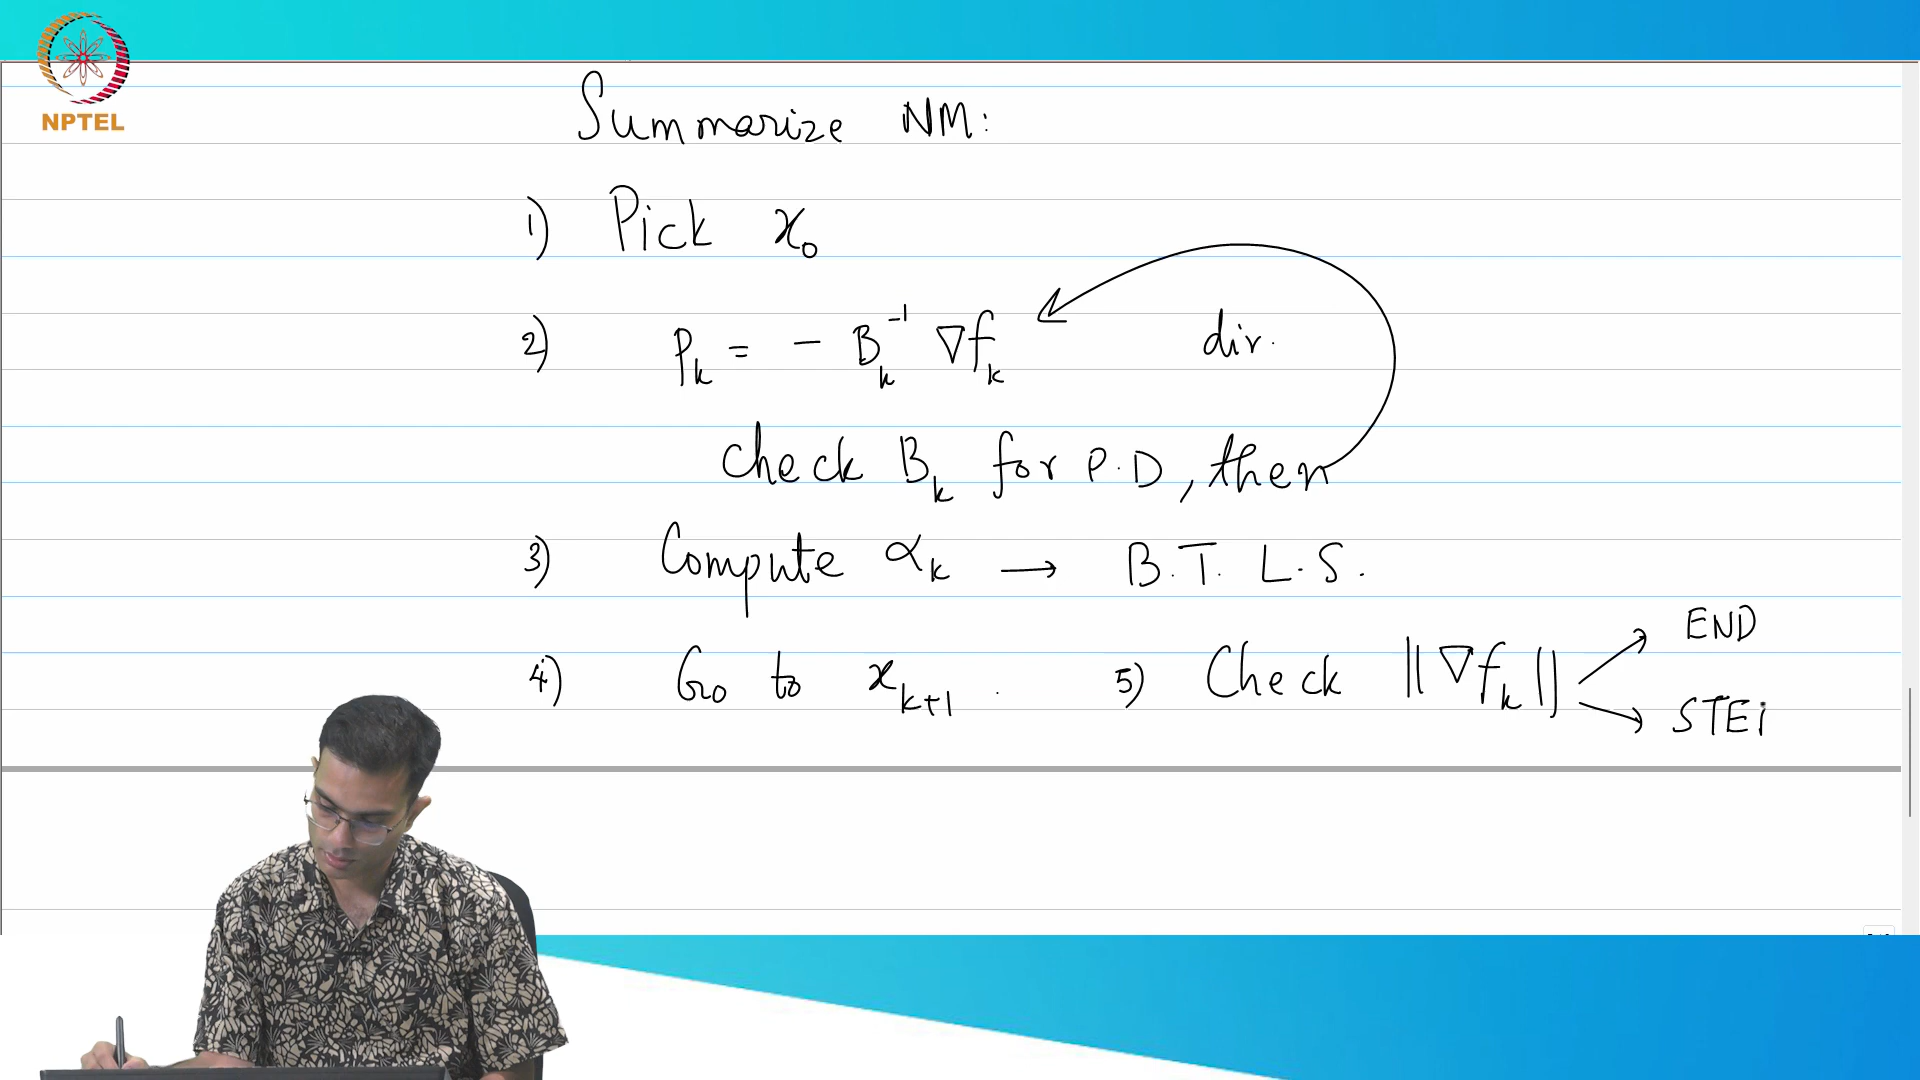 NPTEL
Summarize NM:
1) Pick x₀
2) pₖ = - Bₖ⁻¹ ∇fₖ dir.
check Bₖ for P.D, then
3) Compute αₖ → B.T. L.S.
4) Go to xₖ₊₁ . 5) Check ||∇fₖ||
END
STEP